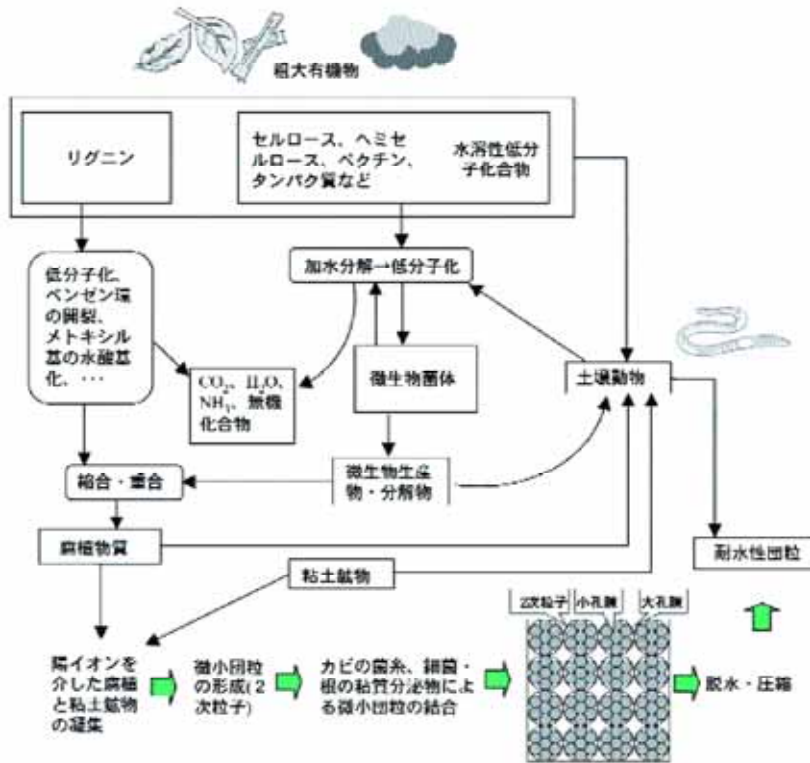 粗大有機物
リグニン
セルロース、ヘミセ
ルロース、ペクチン、
タンパク質など
水溶性低分
子化合物
低分子化、
ベンゼン環
の開裂、
メトキシル
基の水酸基
化、・・・
加水分解→低分子化
CO₂、H₂O、
NH₃、無機
化合物
微生物菌体
土壌動物
縮合・重合
微生物生産
物・分解物
腐植物質
粘土鉱物
耐水性団粒
2次粒子
小孔隙
大孔隙
陽イオンを
介した腐植
と粘土鉱物
の凝集
微小団粒
の形成(2
次粒子)
カビの菌糸、細菌・
根の粘質分泌物によ
る微小団粒の結合
脱水・圧縮